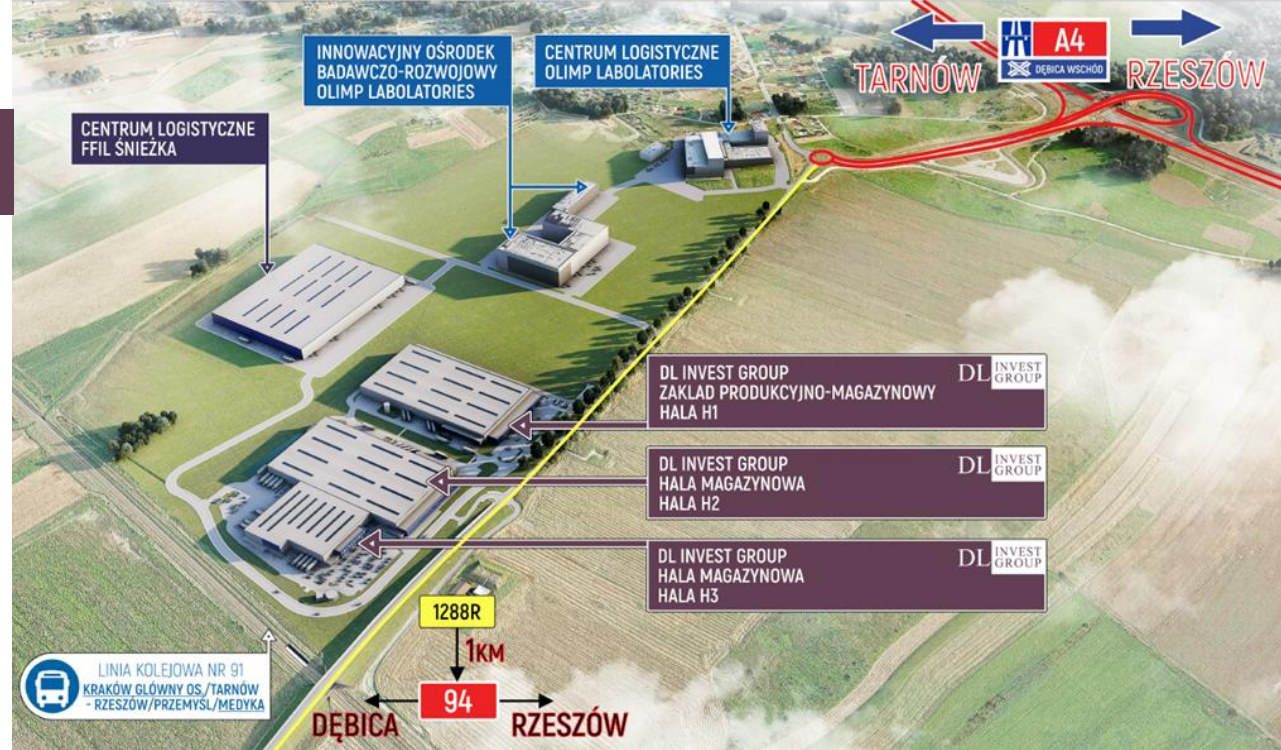 INNOWACYJNY OŚRODEK
BADAWCZO-ROZWOJOWY
OLIMP LABOLATORIES
CENTRUM LOGISTYCZNE
OLIMP LABOLATORIES
A4
DĘBICA WSCHÓD
TARNÓW
RZESZÓW
CENTRUM LOGISTYCZNE
FFIL ŚNIEŻKA
DL INVEST GROUP
ZAKLAD PRODUKCYJNO-MAGAZYNOWY
HALA H1
DL INVEST
GROUP
DL INVEST GROUP
HALA MAGAZYNOWA
HALA H2
DL INVEST
GROUP
DL INVEST GROUP
HALA MAGAZYNOWA
HALA H3
DL INVEST
GROUP
1288R
1KM
94
DĘBICA
RZESZÓW
LINIA KOLEJOWA NR 91
KRAKÓW GLÓWNY OS./TARNÓW
- RZESZÓW/PRZEMYŚL/MEDYKA